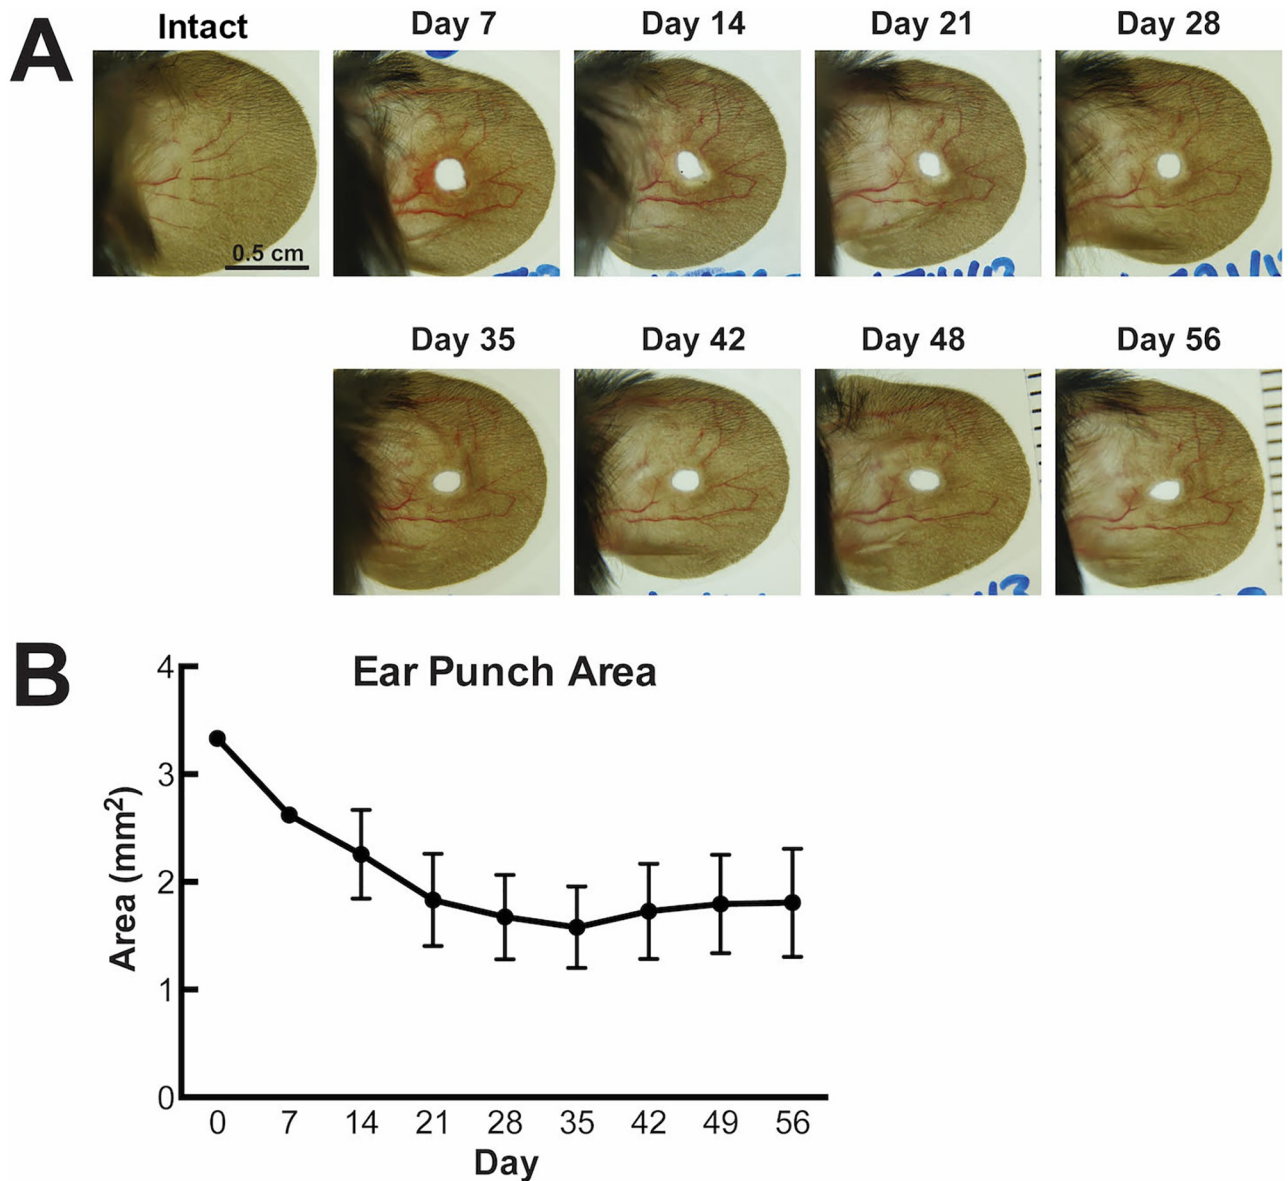 A
Intact
Day 7
Day 14
Day 21
Day 28
0.5 cm
Day 35
Day 42
Day 48
Day 56
B
Ear Punch Area
4
3
2
1
0
Area (mm²)
0 7 14 21 28 35 42 49 56
Day